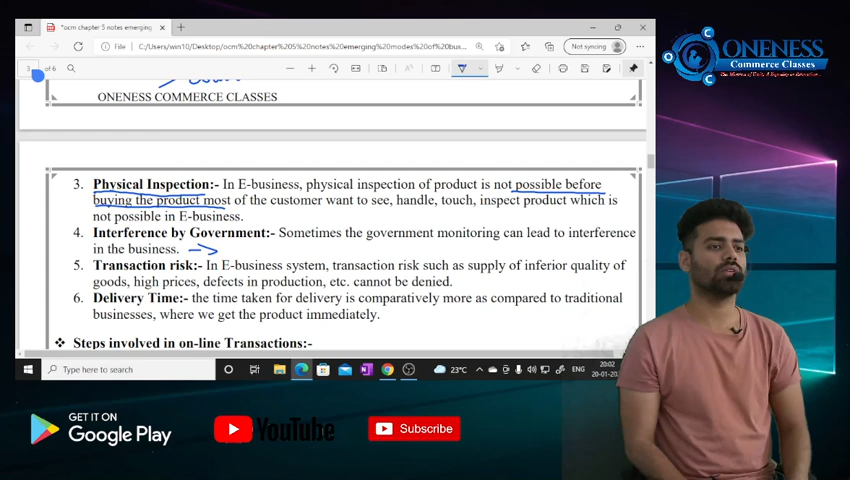 *ocm chapter 5 notes emerging
File
C:/Users/win10/Desktop/ocm%20chapter%205%20notes%20emerging%20modes%20of%20bus...
Not syncing
3 of 6
ONENESS COMMERCE CLASSES
3. Physical Inspection:- In E-business, physical inspection of product is not possible before
buying the product most of the customer want to see, handle, touch, inspect product which is
not possible in E-business.
4. Interference by Government:- Sometimes the government monitoring can lead to interference
in the business.
5. Transaction risk:- In E-business system, transaction risk such as supply of inferior quality of
goods, high prices, defects in production, etc. cannot be denied.
6. Delivery Time:- the time taken for delivery is comparatively more as compared to traditional
businesses, where we get the product immediately.
❖ Steps involved in on-line Transactions:-
Type here to search
23°C
ENG
20:02
20-01-20
ONENESS
Commerce Classes
GET IT ON
Google Play
YouTube
Subscribe